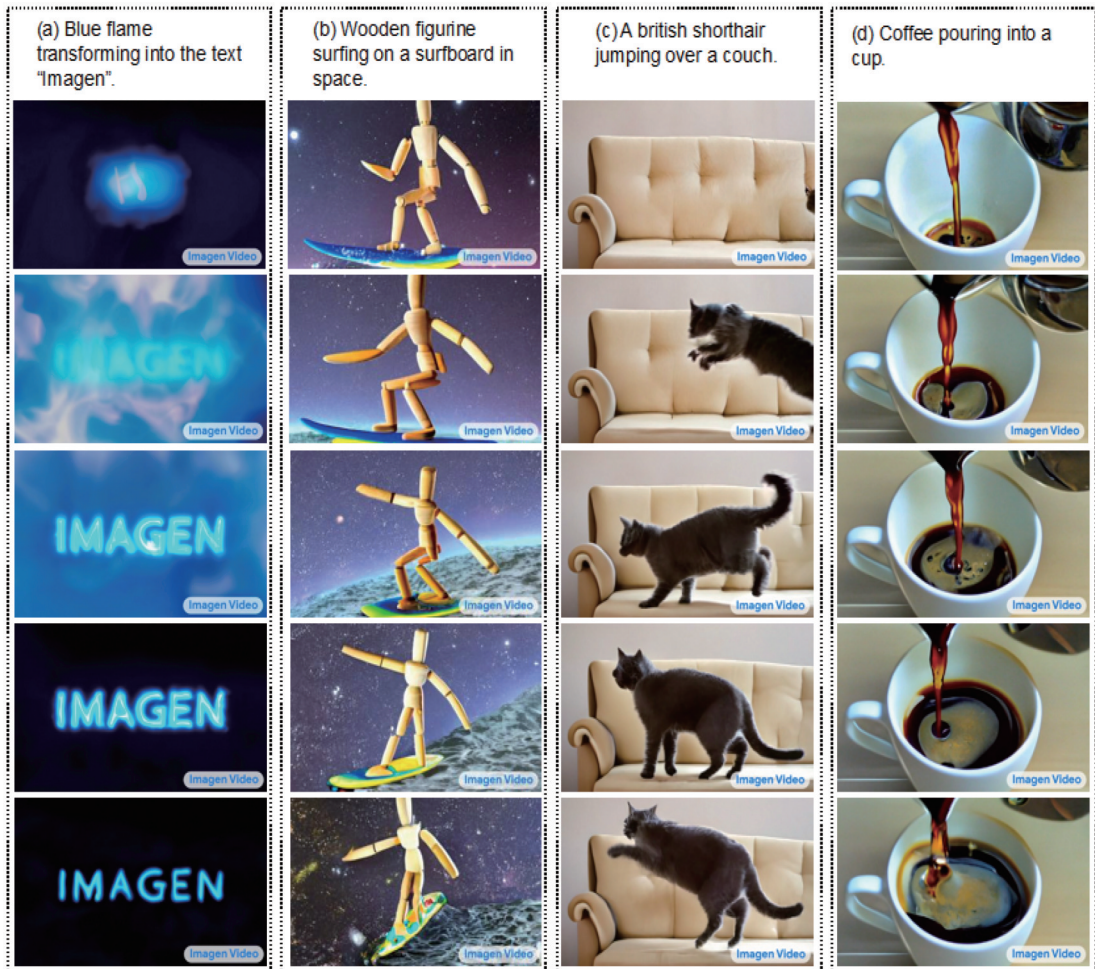 (a) Blue flame
transforming into the text
“Imagen”.
Imagen Video
IMAGEN
Imagen Video
IMAGEN
Imagen Video
IMAGEN
Imagen Video
IMAGEN
Imagen Video
(b) Wooden figurine
surfing on a surfboard in
space.
Imagen Video
Imagen Video
Imagen Video
Imagen Video
Imagen Video
(c) A british shorthair
jumping over a couch.
Imagen Video
Imagen Video
Imagen Video
Imagen Video
Imagen Video
(d) Coffee pouring into a
cup.
Imagen Video
Imagen Video
Imagen Video
Imagen Video
Imagen Video